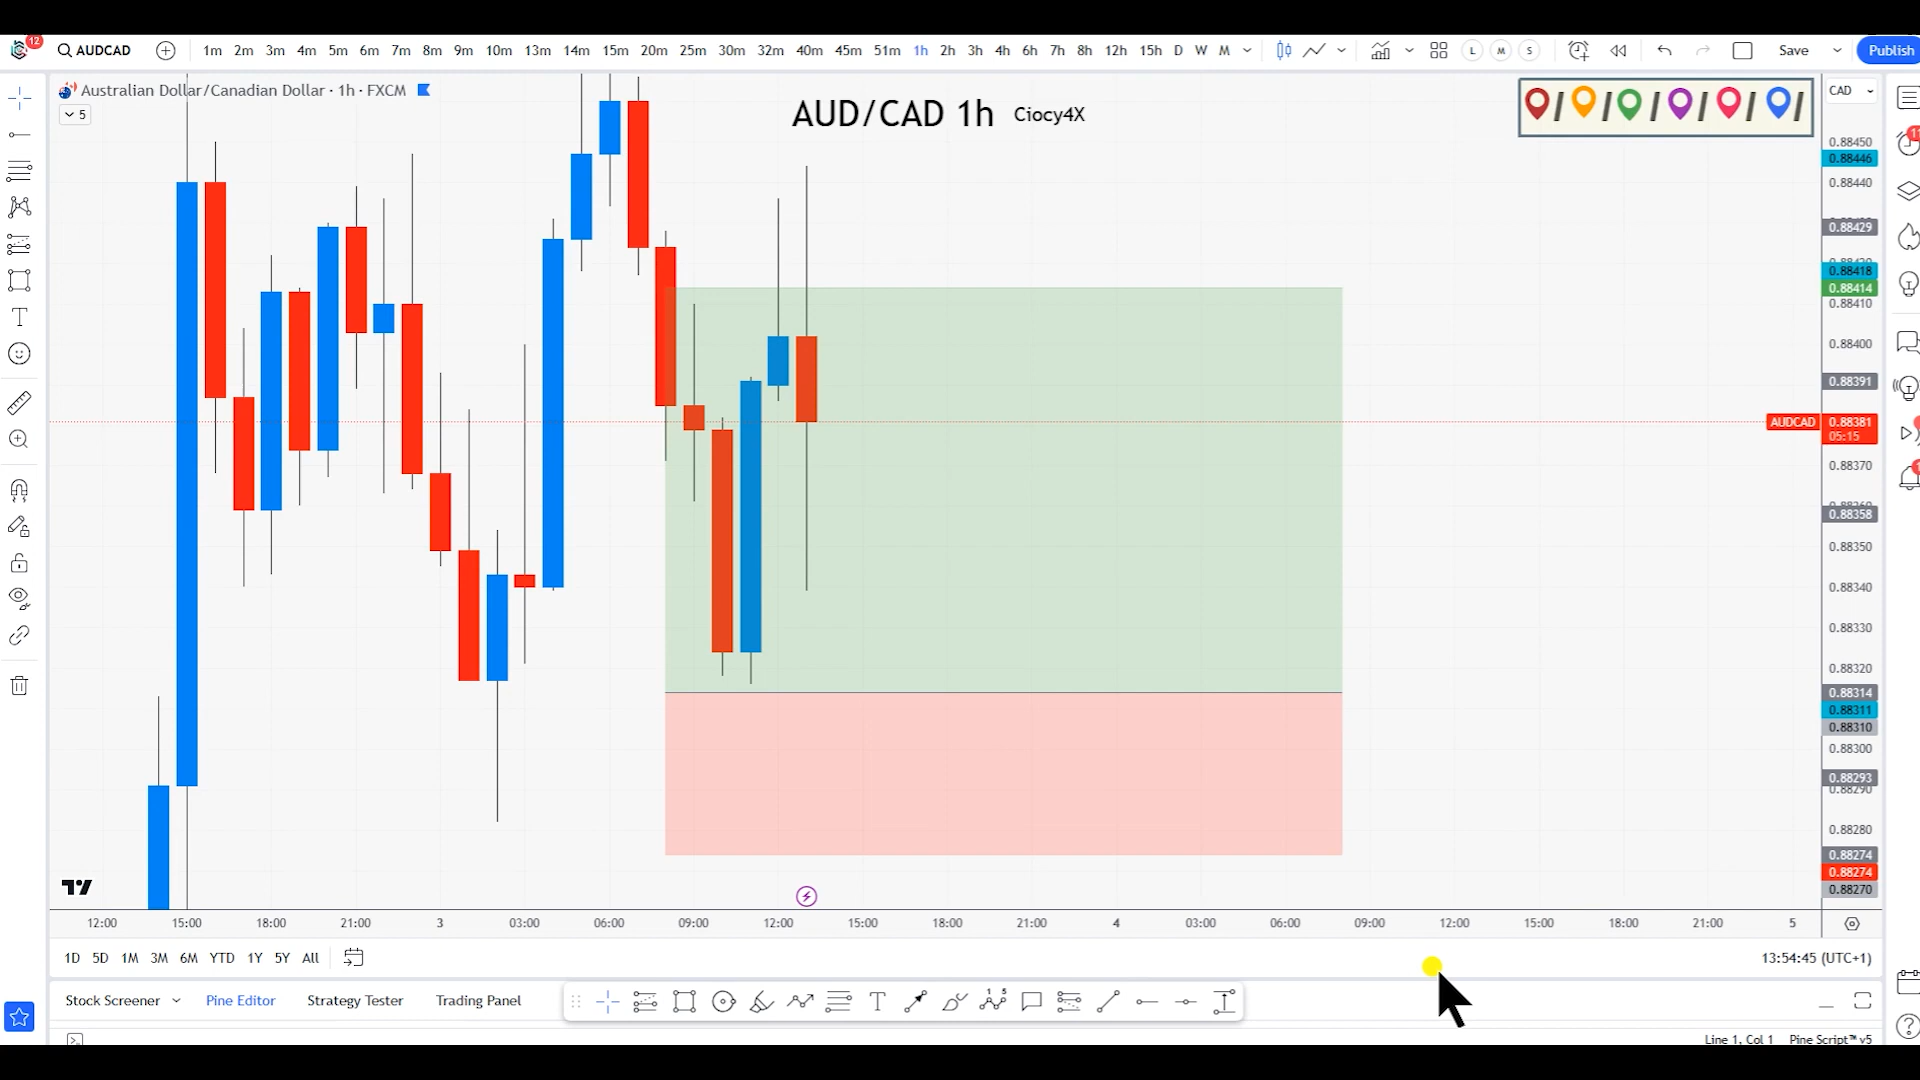 12
AUDCAD
1m 2m 3m 4m 5m 6m 7m 8m 9m 10m 13m 14m 15m 20m 25m 30m 32m 40m 45m 51m 1h 2h 3h 4h 6h 7h 8h 12h 15h D W M
L M S
Save
Publish
Australian Dollar/Canadian Dollar · 1h · FXCM
5
AUD/CAD 1h Ciocy4X
/ / / / / /
CAD
11
0.88450
0.88446
0.88440
0.88429
0.88418
0.88414
0.88410
0.88400
0.88391
AUDCAD 0.88381
05:15
0.88370
0.88358
0.88350
0.88340
0.88330
0.88320
0.88314
0.88311
0.88310
0.88300
0.88293
0.88290
0.88280
0.88274
0.88274
0.88270
12:00 15:00 18:00 21:00 3 03:00 06:00 09:00 12:00 15:00 18:00 21:00 4 03:00 06:00 09:00 12:00 15:00 18:00 21:00 5
1D 5D 1M 3M 6M YTD 1Y 5Y All
13:54:45 (UTC+1)
Stock Screener Pine Editor Strategy Tester Trading Panel
Line 1, Col 1 Pine Script™ v5